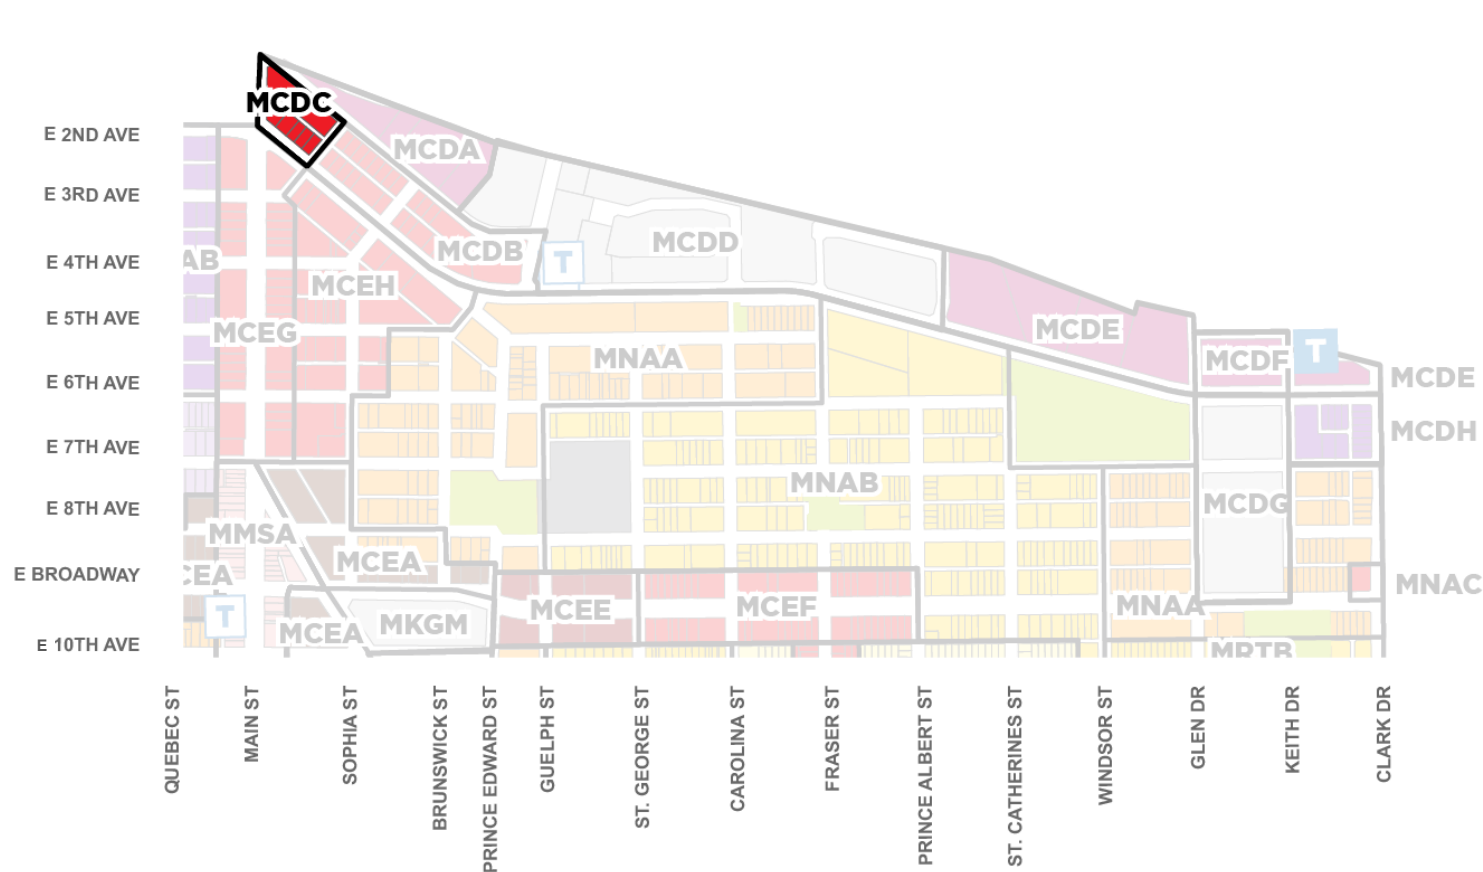 MCDC
E 2ND AVE
MCDA
E 3RD AVE
MCDD
MCDB
E 4TH AVE
AB
T
MCEH
E 5TH AVE
MCEG
MCDE
MNAA
MCDF
T
E 6TH AVE
MCDE
MCDH
E 7TH AVE
MNAB
E 8TH AVE
MCDG
MMSA
MCEA
E BROADWAY
CEA
MNAC
MCEE
MCEF
MNAA
T
MCEA
MKGM
E 10TH AVE
MRTB
QUEBEC ST
MAIN ST
SOPHIA ST
BRUNSWICK ST
PRINCE EDWARD ST
GUELPH ST
ST. GEORGE ST
CAROLINA ST
FRASER ST
PRINCE ALBERT ST
ST. CATHERINES ST
WINDSOR ST
GLEN DR
KEITH DR
CLARK DR